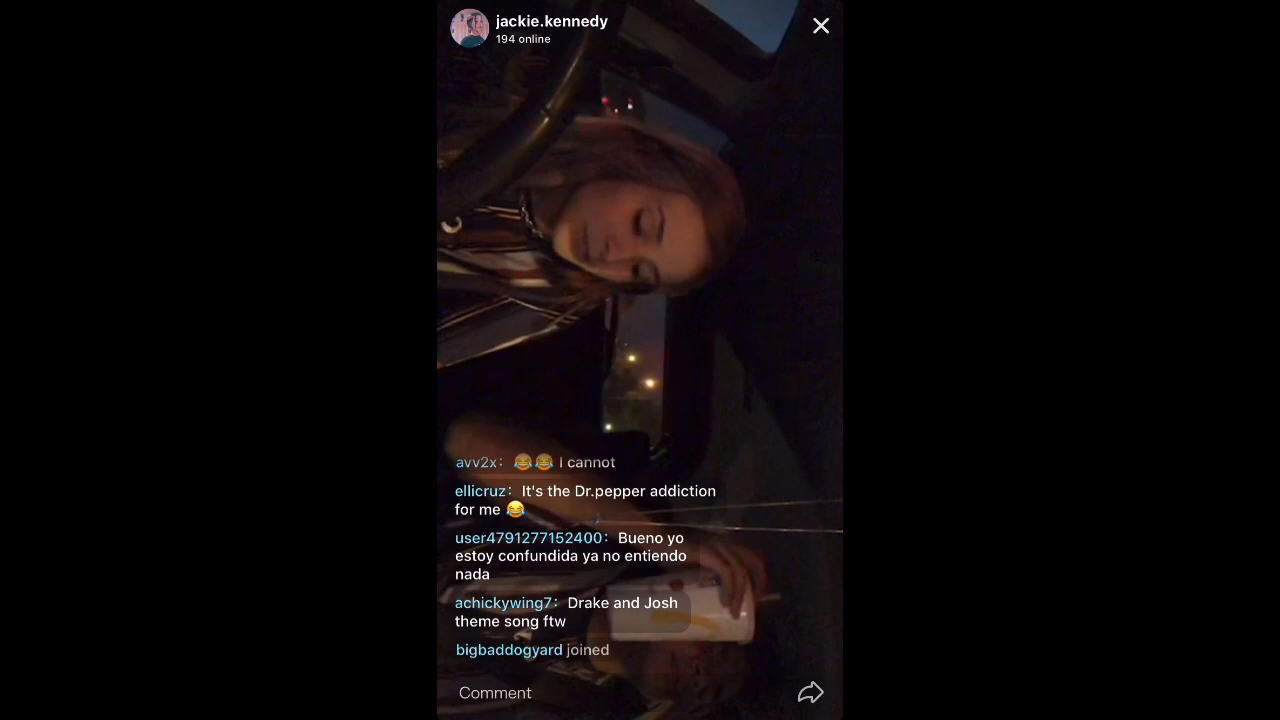 jackie.kennedy
194 online
avv2x: 😂😂 I cannot
ellicruz: It's the Dr.pepper addiction
for me 😂
user4791277152400: Bueno yo
estoy confundida ya no entiendo
nada
achickywing7: Drake and Josh
theme song ftw
bigbaddogyard joined
Comment